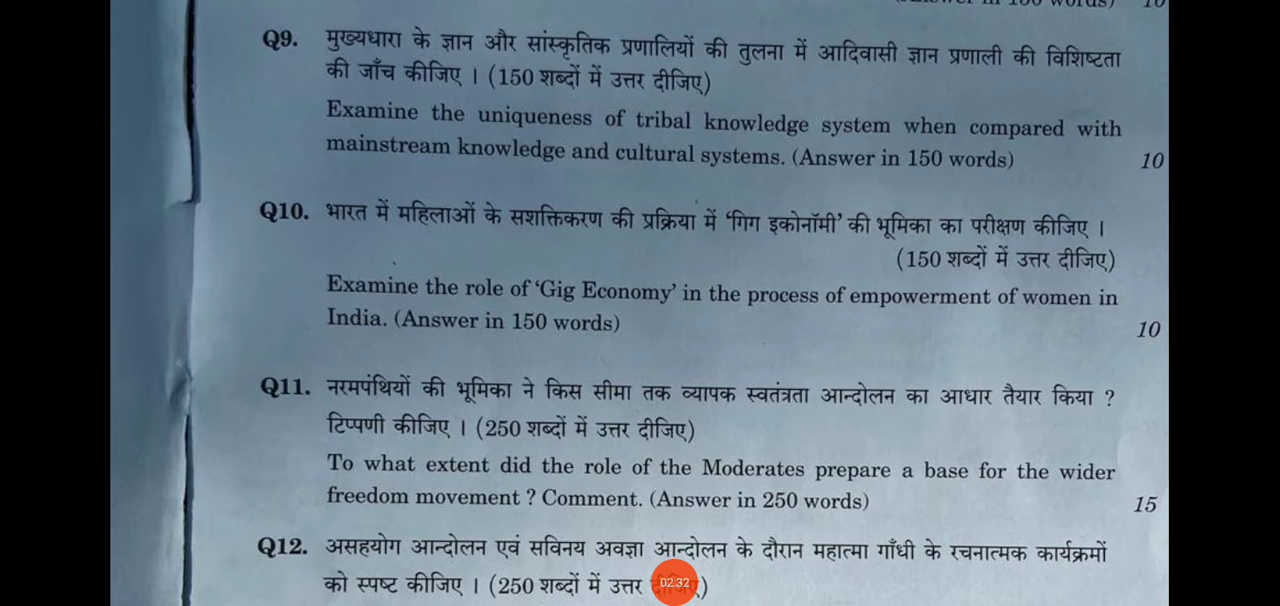 10
Q9. मुख्यधारा के ज्ञान और सांस्कृतिक प्रणालियों की तुलना में आदिवासी ज्ञान प्रणाली की विशिष्टता
की जाँच कीजिए । (150 शब्दों में उत्तर दीजिए)
Examine the uniqueness of tribal knowledge system when compared with
mainstream knowledge and cultural systems. (Answer in 150 words) 10
Q10. भारत में महिलाओं के सशक्तिकरण की प्रक्रिया में ‘गिग इकोनॉमी’ की भूमिका का परीक्षण कीजिए ।
(150 शब्दों में उत्तर दीजिए)
Examine the role of ‘Gig Economy’ in the process of empowerment of women in
India. (Answer in 150 words) 10
Q11. नरमपंथियों की भूमिका ने किस सीमा तक व्यापक स्वतंत्रता आन्दोलन का आधार तैयार किया ?
टिप्पणी कीजिए । (250 शब्दों में उत्तर दीजिए)
To what extent did the role of the Moderates prepare a base for the wider
freedom movement ? Comment. (Answer in 250 words) 15
Q12. असहयोग आन्दोलन एवं सविनय अवज्ञा आन्दोलन के दौरान महात्मा गाँधी के रचनात्मक कार्यक्रमों
को स्पष्ट कीजिए । (250 शब्दों में उत्तर
02.32